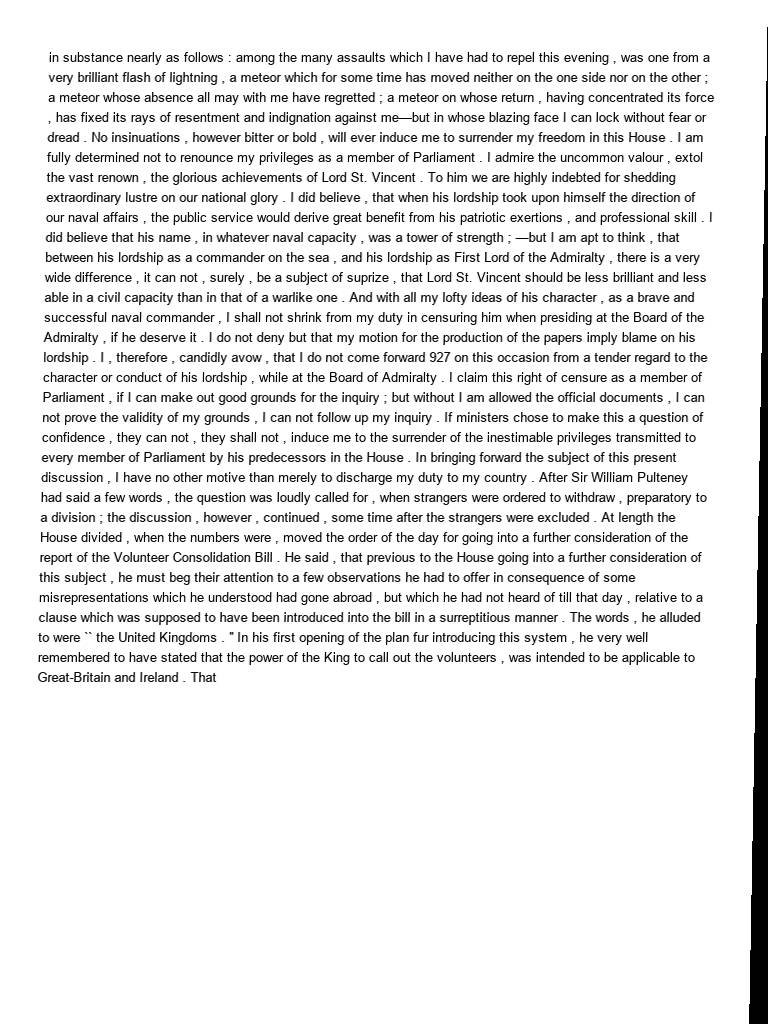 in substance nearly as follows : among the many assaults which I have had to repel this evening , was one from a
very brilliant flash of lightning , a meteor which for some time has moved neither on the one side nor on the other ;
a meteor whose absence all may with me have regretted ; a meteor on whose return , having concentrated its force
, has fixed its rays of resentment and indignation against me—but in whose blazing face I can lock without fear or
dread . No insinuations , however bitter or bold , will ever induce me to surrender my freedom in this House . I am
fully determined not to renounce my privileges as a member of Parliament . I admire the uncommon valour , extol
the vast renown , the glorious achievements of Lord St. Vincent . To him we are highly indebted for shedding
extraordinary lustre on our national glory . I did believe , that when his lordship took upon himself the direction of
our naval affairs , the public service would derive great benefit from his patriotic exertions , and professional skill . I
did believe that his name , in whatever naval capacity , was a tower of strength ; —but I am apt to think , that
between his lordship as a commander on the sea , and his lordship as First Lord of the Admiralty , there is a very
wide difference , it can not , surely , be a subject of suprize , that Lord St. Vincent should be less brilliant and less
able in a civil capacity than in that of a warlike one . And with all my lofty ideas of his character , as a brave and
successful naval commander , I shall not shrink from my duty in censuring him when presiding at the Board of the
Admiralty , if he deserve it . I do not deny but that my motion for the production of the papers imply blame on his
lordship . I , therefore , candidly avow , that I do not come forward 927 on this occasion from a tender regard to the
character or conduct of his lordship , while at the Board of Admiralty . I claim this right of censure as a member of
Parliament , if I can make out good grounds for the inquiry ; but without I am allowed the official documents , I can
not prove the validity of my grounds , I can not follow up my inquiry . If ministers chose to make this a question of
confidence , they can not , they shall not , induce me to the surrender of the inestimable privileges transmitted to
every member of Parliament by his predecessors in the House . In bringing forward the subject of this present
discussion , I have no other motive than merely to discharge my duty to my country . After Sir William Pulteney
had said a few words , the question was loudly called for , when strangers were ordered to withdraw , preparatory to
a division ; the discussion , however , continued , some time after the strangers were excluded . At length the
House divided , when the numbers were , moved the order of the day for going into a further consideration of the
report of the Volunteer Consolidation Bill . He said , that previous to the House going into a further consideration of
this subject , he must beg their attention to a few observations he had to offer in consequence of some
misrepresentations which he understood had gone abroad , but which he had not heard of till that day , relative to a
clause which was supposed to have been introduced into the bill in a surreptitious manner . The words , he alluded
to were `` the United Kingdoms . " In his first opening of the plan fur introducing this system , he very well
remembered to have stated that the power of the King to call out the volunteers , was intended to be applicable to
Great-Britain and Ireland . That